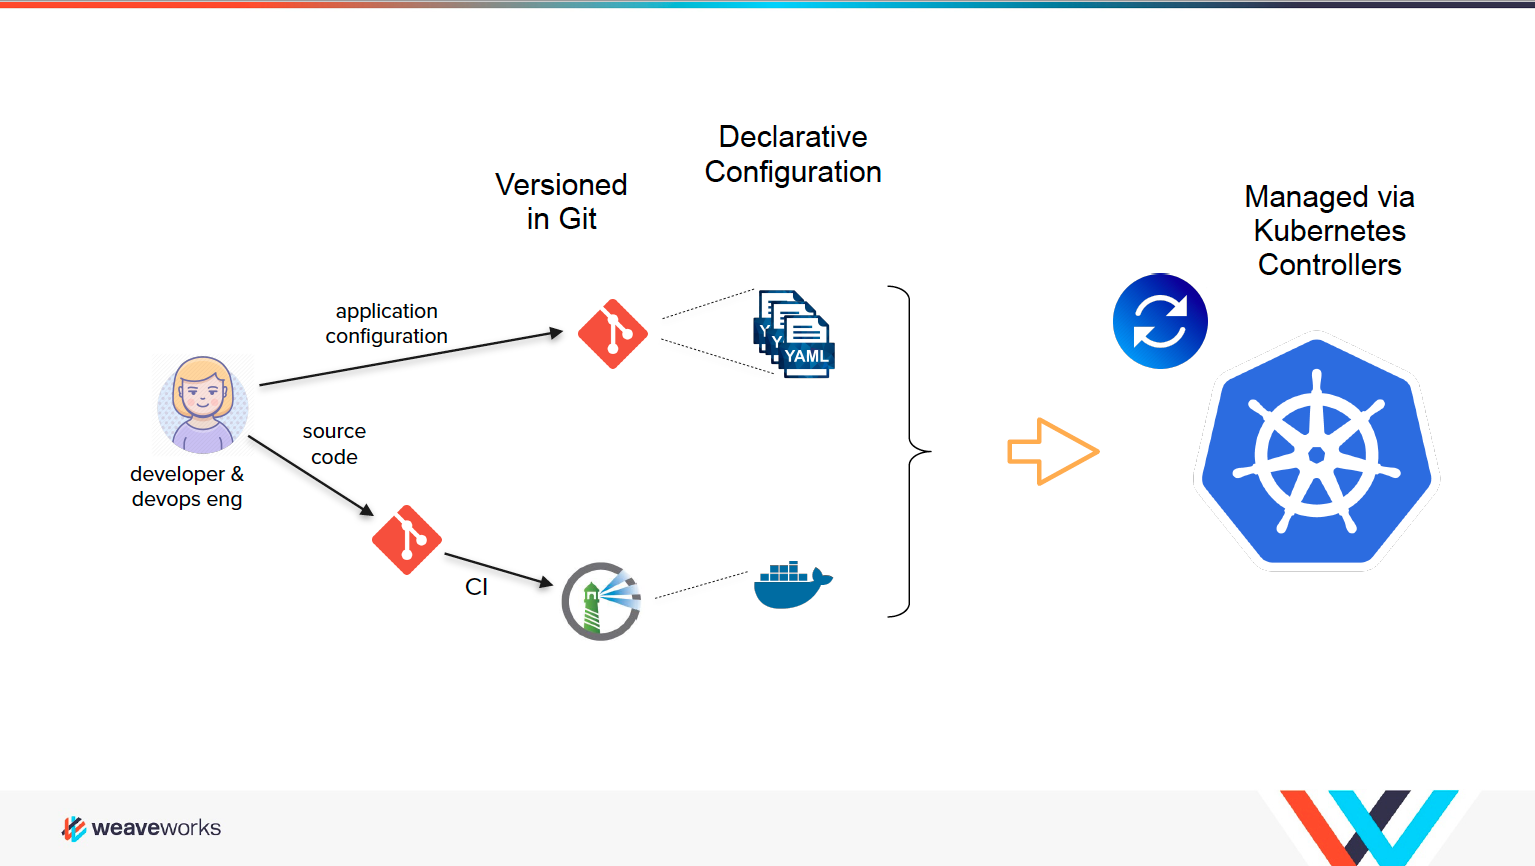 Declarative
Configuration
Versioned
in Git
Managed via
Kubernetes
Controllers
application
configuration
Y
Y
YAML
source
code
developer &
devops eng
CI
weaveworks